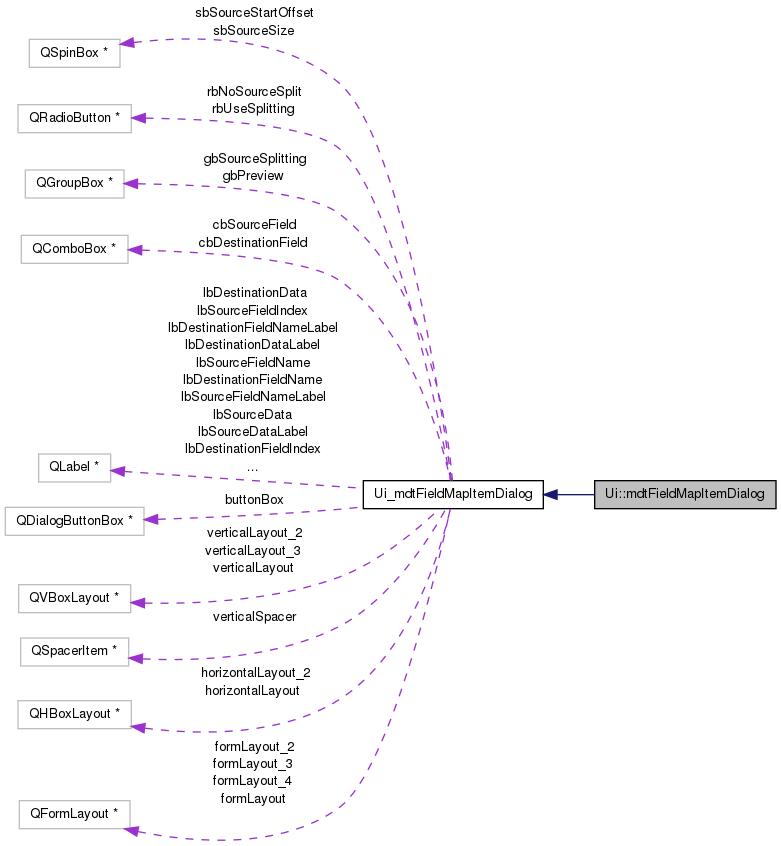 sbSourceStartOffset
sbSourceSize
QSpinBox *
rbNoSourceSplit
rbUseSplitting
QRadioButton *
gbSourceSplitting
gbPreview
QGroupBox *
cbSourceField
cbDestinationField
QComboBox *
lbDestinationData
lbSourceFieldIndex
lbDestinationFieldNameLabel
lbDestinationDataLabel
lbSourceFieldName
lbDestinationFieldName
lbSourceFieldNameLabel
lbSourceData
lbSourceDataLabel
lbDestinationFieldIndex
...
QLabel *
Ui_mdtFieldMapItemDialog
Ui::mdtFieldMapItemDialog
buttonBox
QDialogButtonBox *
verticalLayout_2
verticalLayout_3
verticalLayout
QVBoxLayout *
verticalSpacer
QSpacerItem *
horizontalLayout_2
horizontalLayout
QHBoxLayout *
formLayout_2
formLayout_3
formLayout_4
formLayout
QFormLayout *